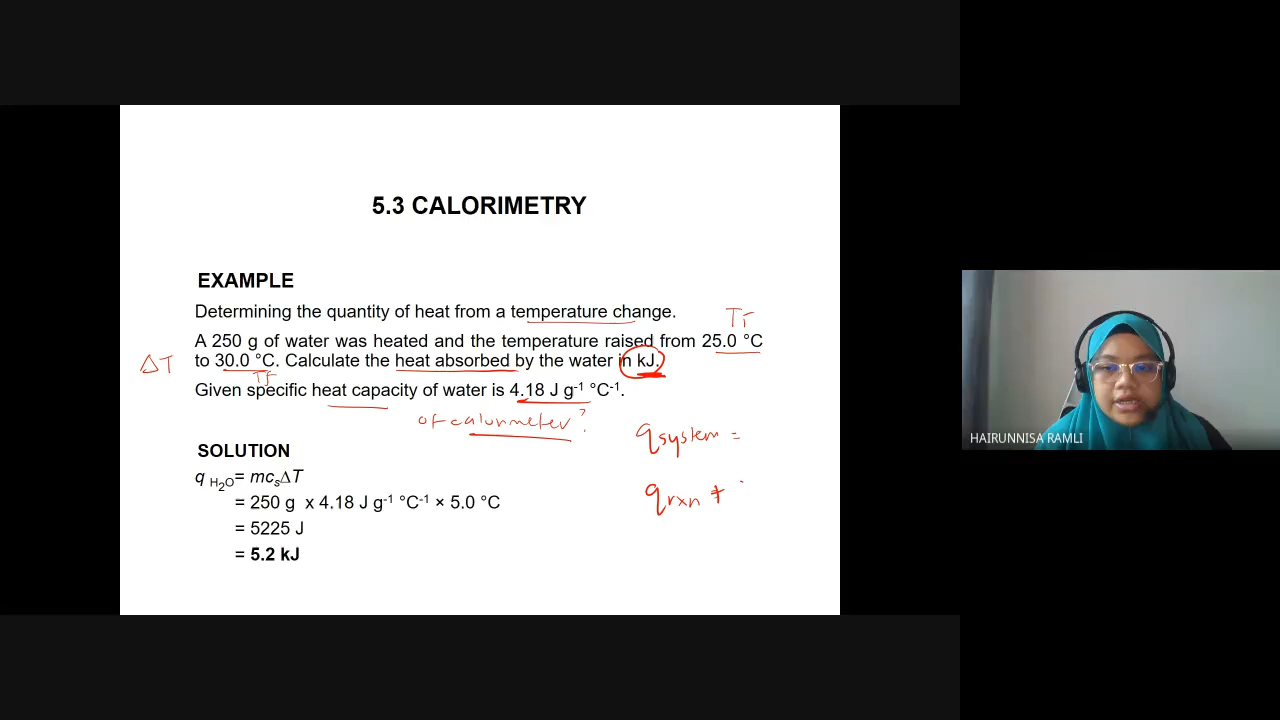 5.3 CALORIMETRY
EXAMPLE
Determining the quantity of heat from a temperature change.
Ti
A 250 g of water was heated and the temperature raised from 25.0 °C
ΔT to 30.0 °C. Calculate the heat absorbed by the water in kJ.
Tf
Given specific heat capacity of water is 4.18 J g⁻¹ °C⁻¹.
of calorimeter?
qsystem =
SOLUTION
q H₂O= mcₛΔT
= 250 g x 4.18 J g⁻¹ °C⁻¹ × 5.0 °C
qrxn +
= 5225 J
= 5.2 kJ
HAIRUNNISA RAMLI